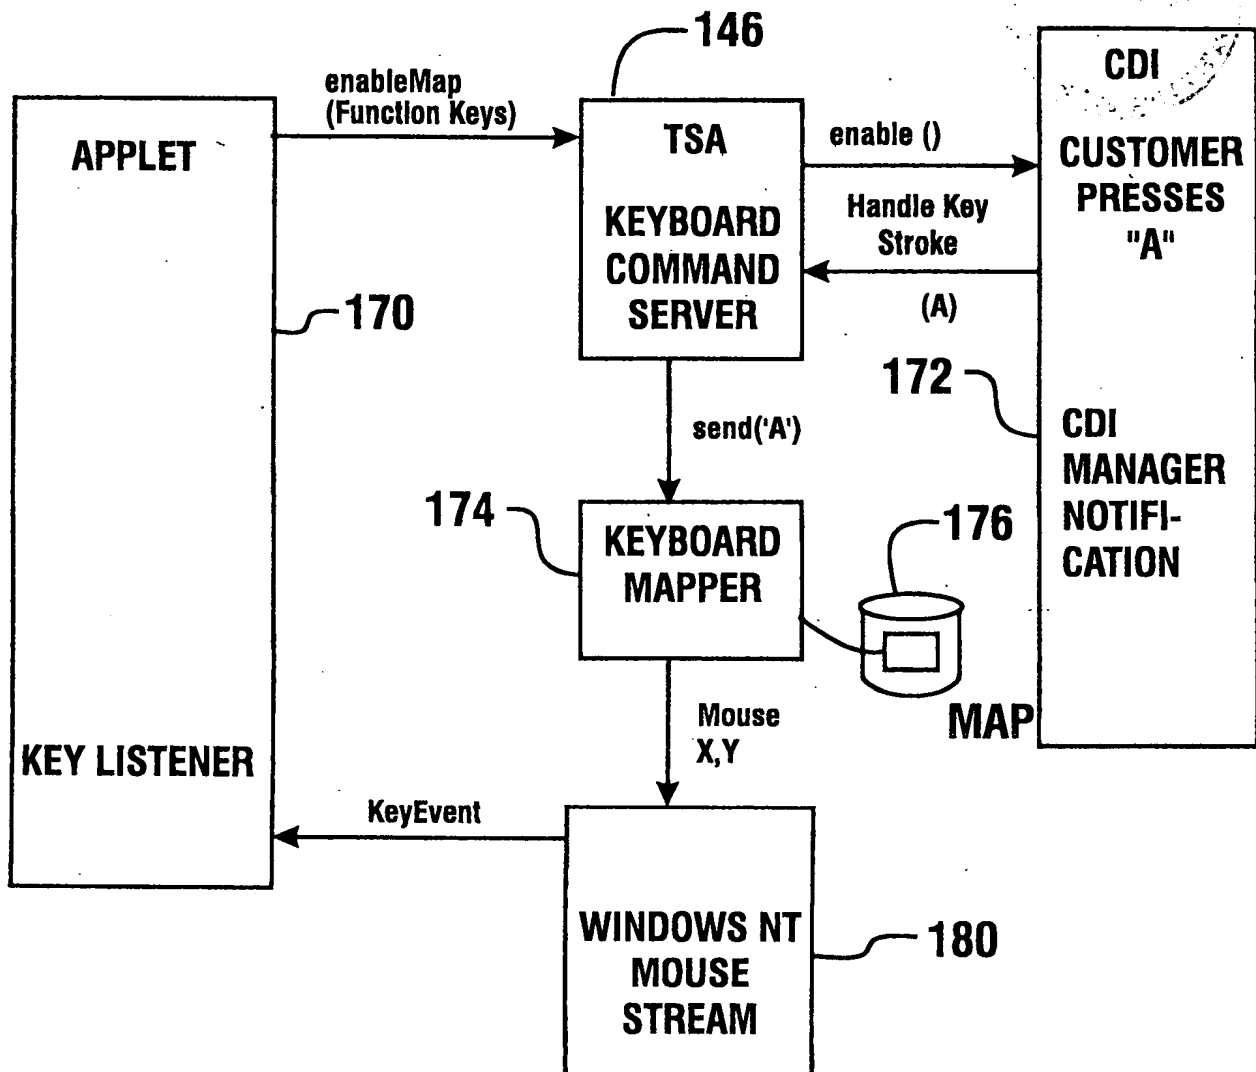 146
CDI
enableMap
(Function Keys)
APPLET
TSA
enable ()
CUSTOMER
PRESSES
"A"
KEYBOARD
COMMAND
SERVER
Handle Key
Stroke
(A)
170
172
CDI
MANAGER
NOTIFI-
CATION
send('A')
174
KEYBOARD
MAPPER
176
MAP
Mouse
X,Y
KEY LISTENER
KeyEvent
WINDOWS NT
MOUSE
STREAM
180